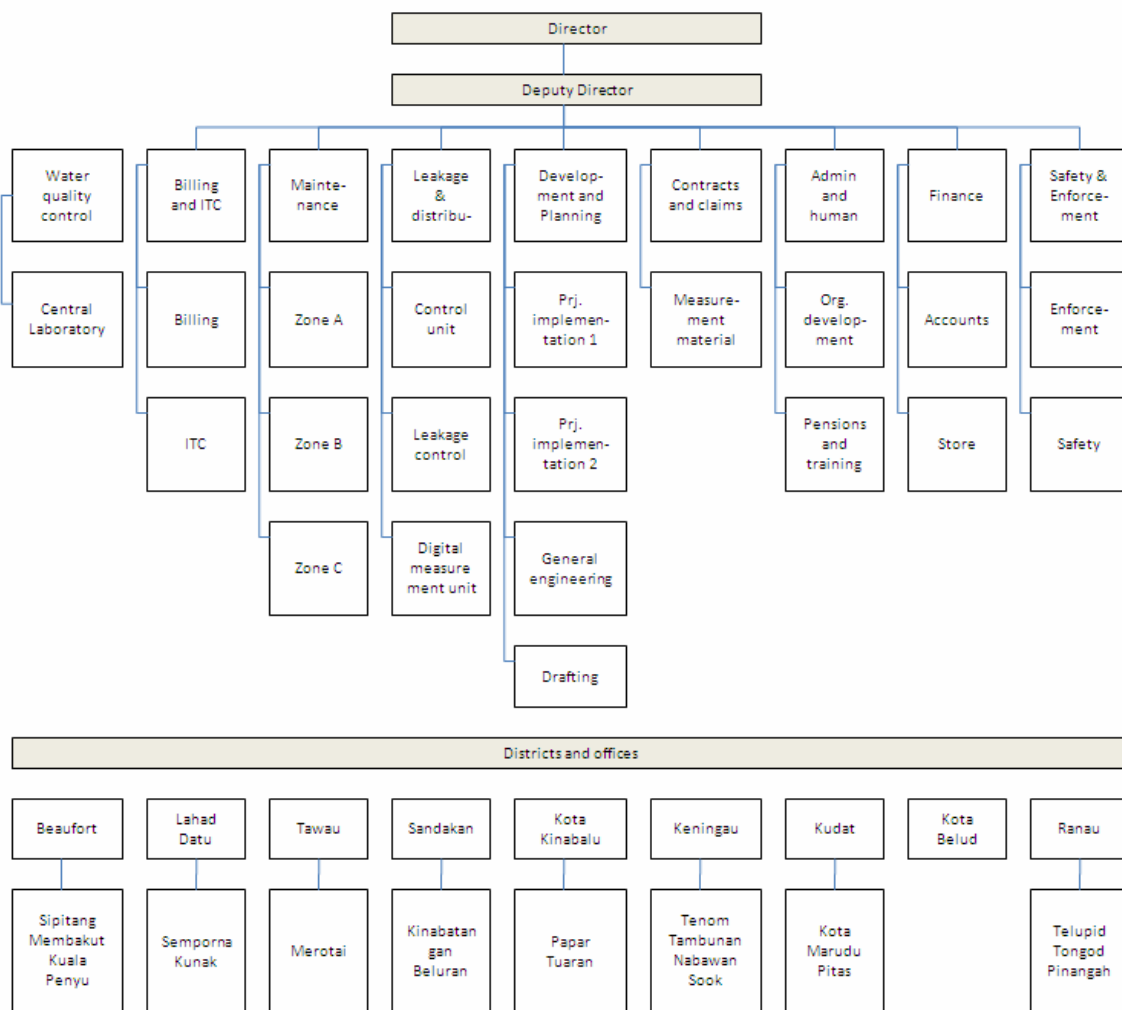 Director
Deputy Director
Water
quality
control
Billing
and ITC
Mainte-
nance
Leakage
&
distribu-
Develop-
ment and
Planning
Contracts
and claims
Admin
and
human
Finance
Safety &
Enforce-
ment
Central
Laboratory
Billing
Zone A
Control
unit
Prj.
implemen-
tation 1
Measure-
ment
material
Org.
develop-
ment
Accounts
Enforce-
ment
ITC
Zone B
Leakage
control
Prj.
implemen-
tation 2
Pensions
and
training
Store
Safety
Zone C
Digital
measure
ment unit
General
engineering
Drafting
Districts and offices
Beaufort
Lahad
Datu
Tawau
Sandakan
Kota
Kinabalu
Keningau
Kudat
Kota
Belud
Ranau
Sipitang
Membakut
Kuala
Penyu
Semporna
Kunak
Merotai
Kinabatan
gan
Beluran
Papar
Tuaran
Tenom
Tambunan
Nabawan
Sook
Kota
Marudu
Pitas
Telupid
Tongod
Pinangah